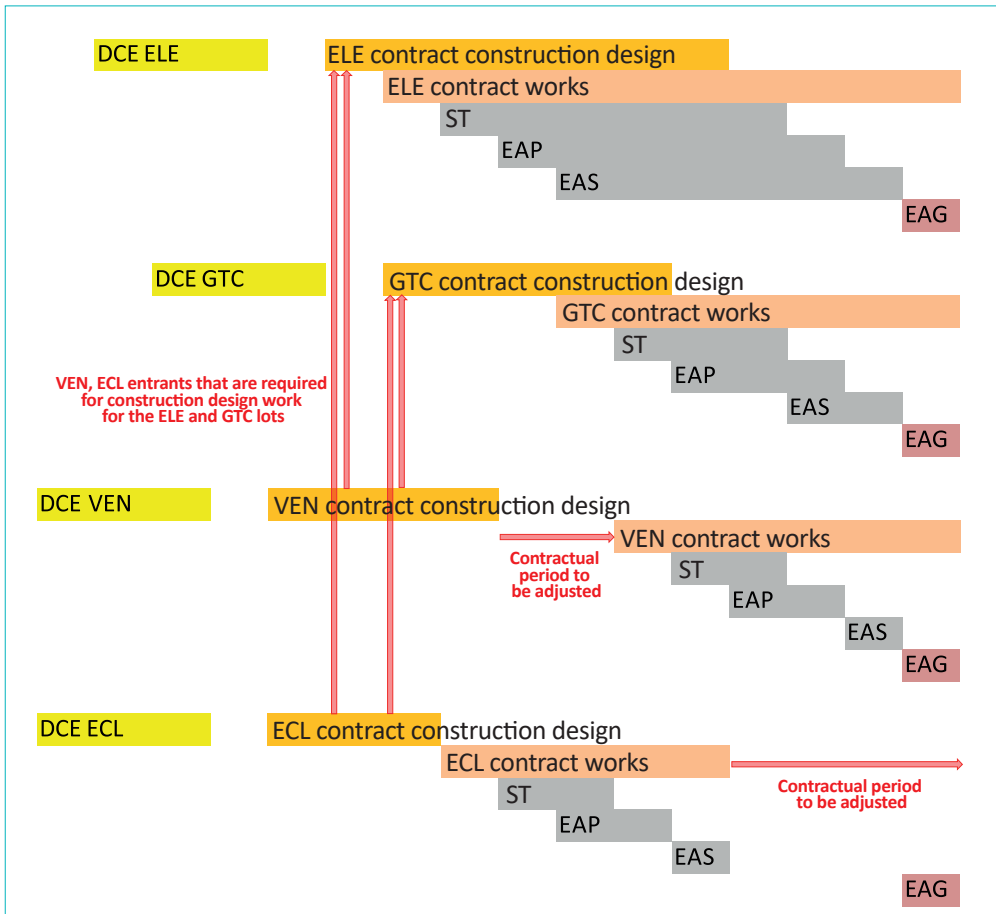 DCE ELE
ELE contract construction design
ELE contract works
ST
EAP
EAS
EAG
DCE GTC
GTC contract construction design
GTC contract works
ST
EAP
EAS
EAG
VEN, ECL entrants that are required
for construction design work
for the ELE and GTC lots
DCE VEN
VEN contract construction design
VEN contract works
Contractual
period to
be adjusted
ST
EAP
EAS
EAG
DCE ECL
ECL contract construction design
ECL contract works
Contractual period
to be adjusted
ST
EAP
EAS
EAG